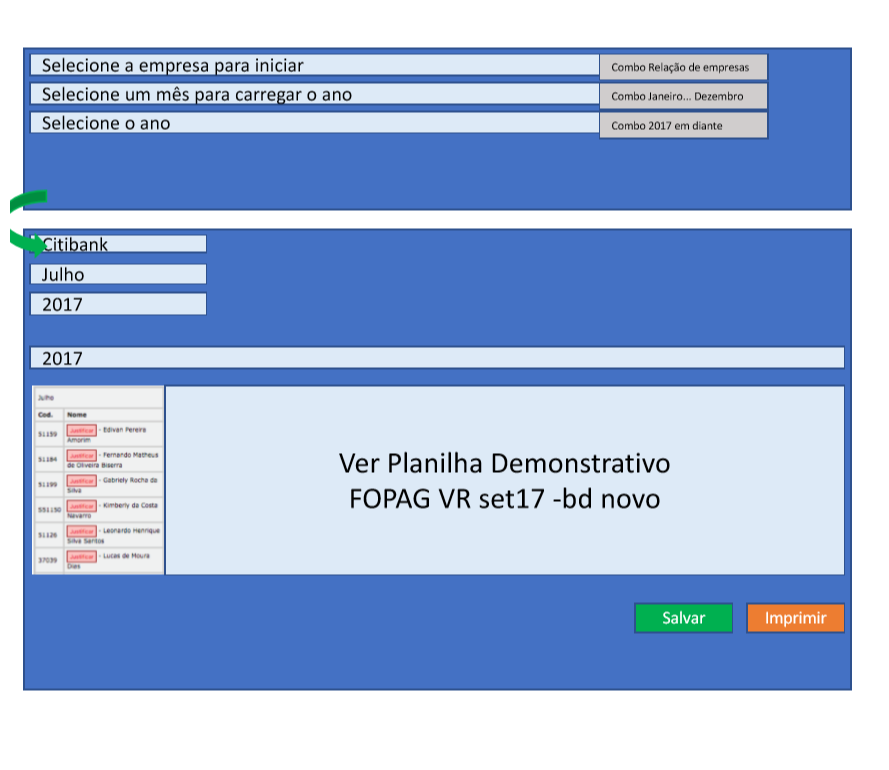 Selecione a empresa para iniciar
Combo Relação de empresas
Selecione um mês para carregar o ano
Combo Janeiro... Dezembro
Selecione o ano
Combo 2017 em diante
Citibank
Julho
2017
2017
Julho
Cod. Nome
51159 Justificar - Edivan Pereira
Amorim
51184 Justificar - Fernando Matheus
de Oliveira Biserra
51199 Justificar - Gabriely Rocha da
Silva
551150 Justificar - Kimberly da Costa
Navarro
51126 Justificar - Leonardo Henrique
Silva Santos
37039 Justificar - Lucas de Moura
Dias
Ver Planilha Demonstrativo
FOPAG VR set17 -bd novo
Salvar
Imprimir